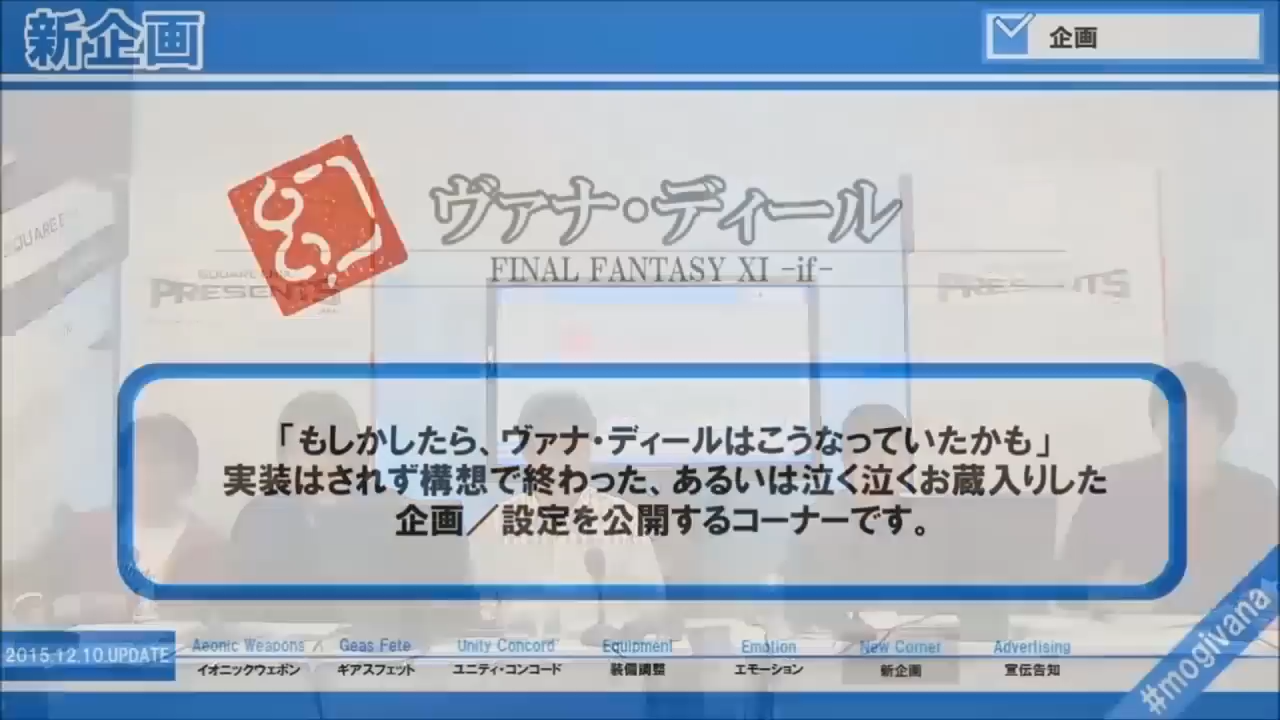 新企画
企画
幻
ヴァナ・ディール
FINAL FANTASY XI -if-
SQUARE ENIX
PRESENTS
「もしかしたら、ヴァナ・ディールはこうなっていたかも」
実装はされず構想で終わった、あるいは泣く泣くお蔵入りした
企画／設定を公開するコーナーです。
2015.12.10.UPDATE
Aeonic Weapons Geas Fete Unity Concord Equipment Emotion New Corner Advertising
イオニックウェポン ギアスフェット ユニティ・コンコード 装備調整 エモーション 新企画 宣伝告知
#mogivana